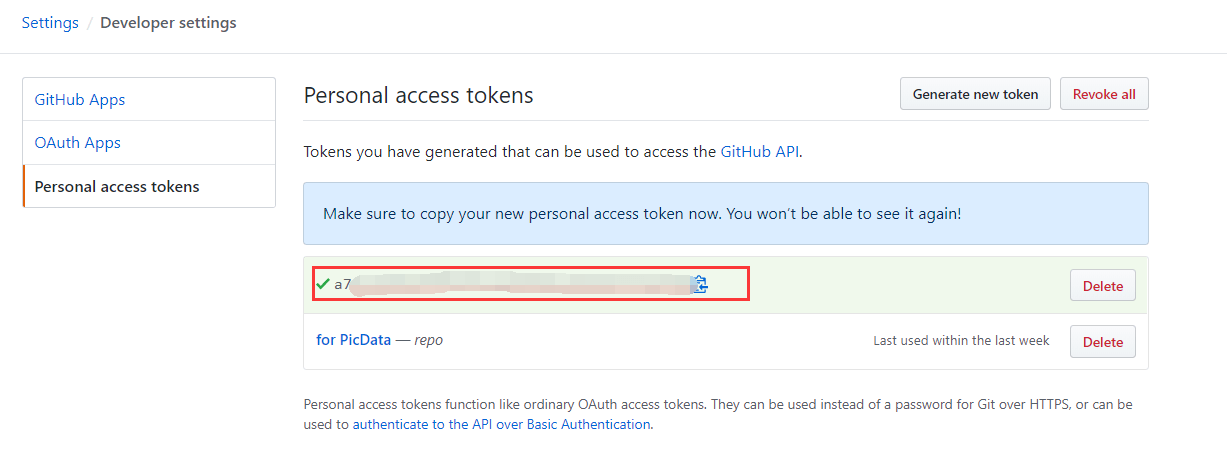 Settings / Developer settings
GitHub Apps
OAuth Apps
Personal access tokens
Personal access tokens
Generate new token
Revoke all
Tokens you have generated that can be used to access the GitHub API.
Make sure to copy your new personal access token now. You won't be able to see it again!
a7
Delete
for PicData — repo
Last used within the last week
Delete
Personal access tokens function like ordinary OAuth access tokens. They can be used instead of a password for Git over HTTPS, or can be
used to authenticate to the API over Basic Authentication.